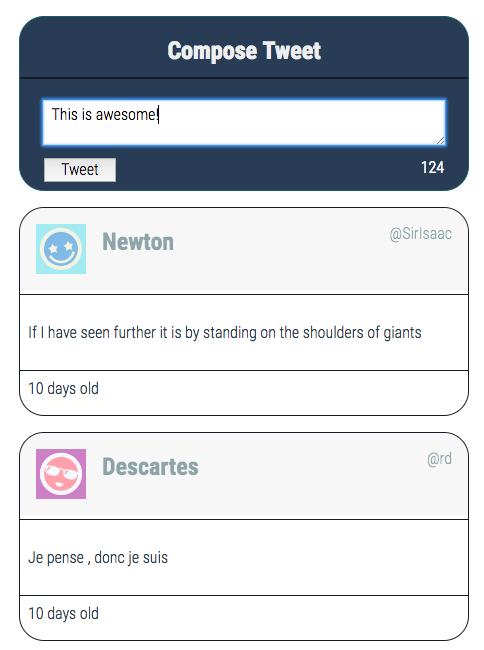 Compose Tweet
This is awesome!
Tweet
124
Newton
@SirIsaac
If I have seen further it is by standing on the shoulders of giants
10 days old
Descartes
@rd
Je pense , donc je suis
10 days old